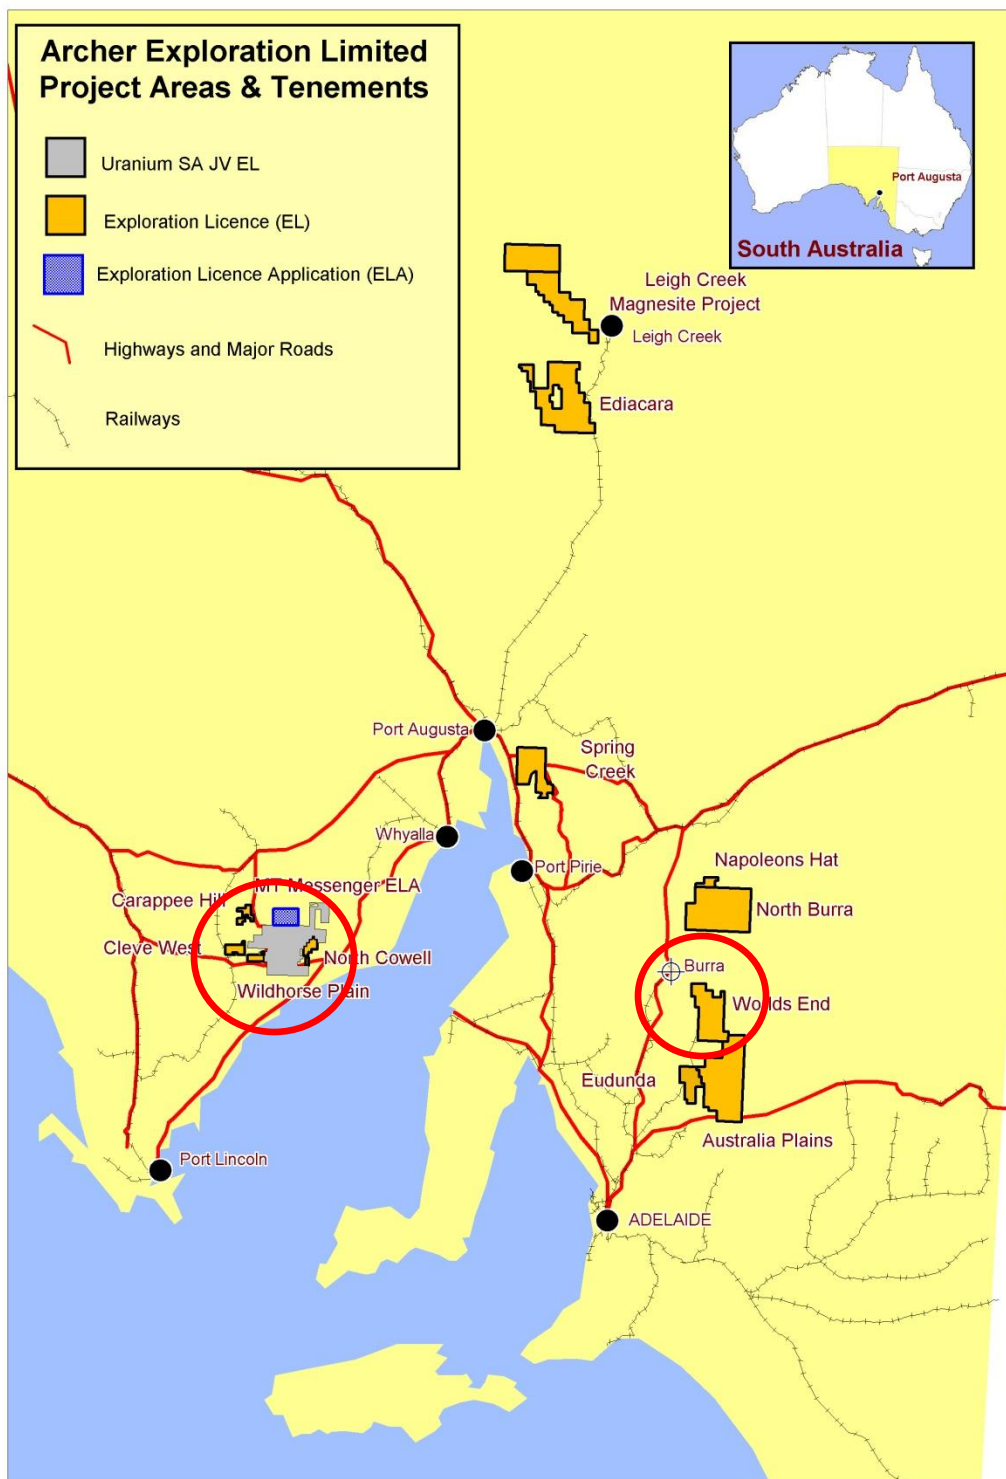 Archer Exploration Limited
Project Areas & Tenements
Uranium SA JV EL
Exploration Licence (EL)
Exploration Licence Application (ELA)
Highways and Major Roads
Railways
Port Augusta
South Australia
Leigh Creek
Magnesite Project
Leigh Creek
Ediacara
Port Augusta
Spring
Creek
Whyalla
Port Pirie
Napoleons Hat
MT Messenger ELA
Carappee Hill
North Burra
Cleve West
North Cowell
Burra
Wildhorse Plain
Worlds End
Eudunda
Australia Plains
Port Lincoln
ADELAIDE